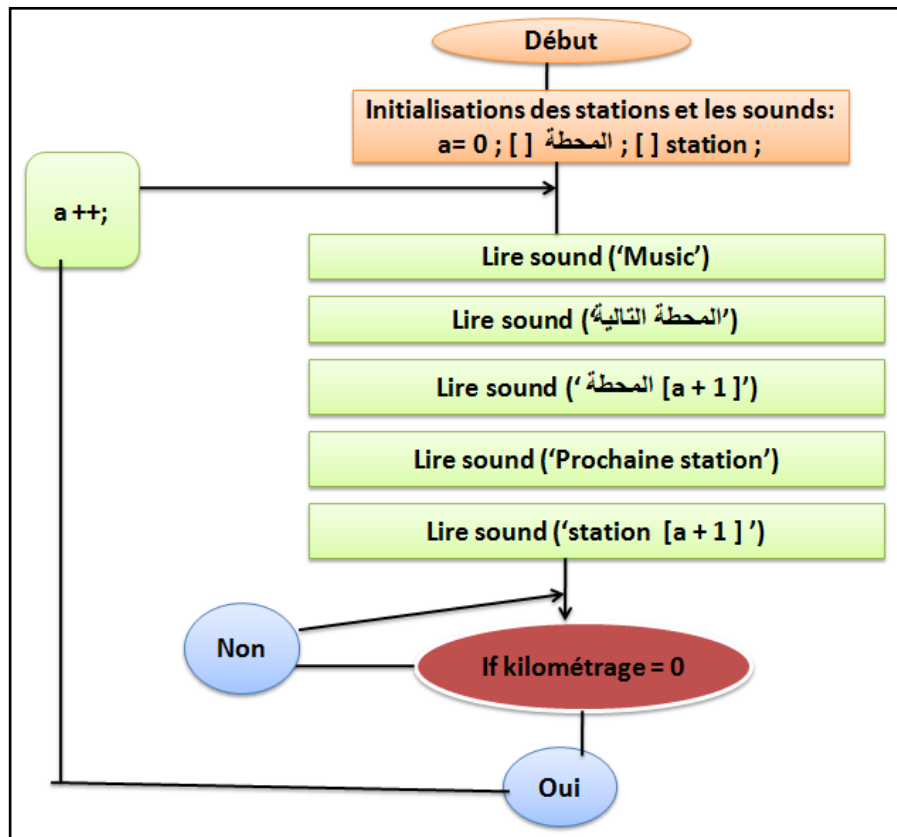 Début
Initialisations des stations et les sounds:
a= 0 ; [ ] المحطة ; [ ] station ;
a ++;
Lire sound (‘Music’)
Lire sound (‘المحطة التالية’)
Lire sound (‘ المحطة [a + 1 ]’)
Lire sound (‘Prochaine station’)
Lire sound (‘station [a + 1 ] ’)
Non
If kilométrage = 0
Oui